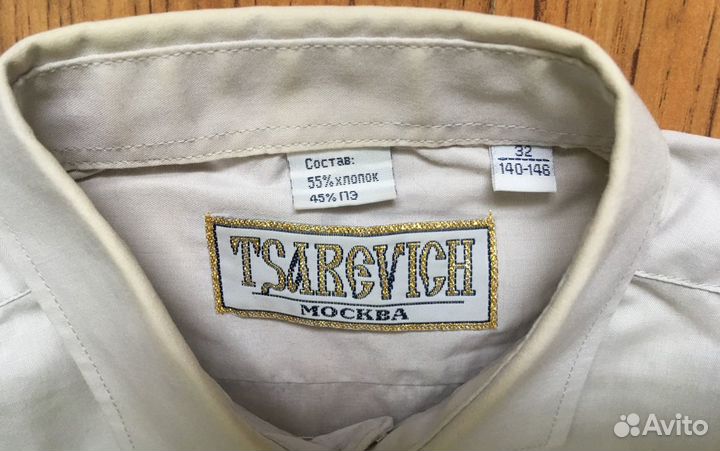 Состав:
55% хлопок
45% ПЭ
32
140-146
TSAREVICH
МОСКВА
Avito